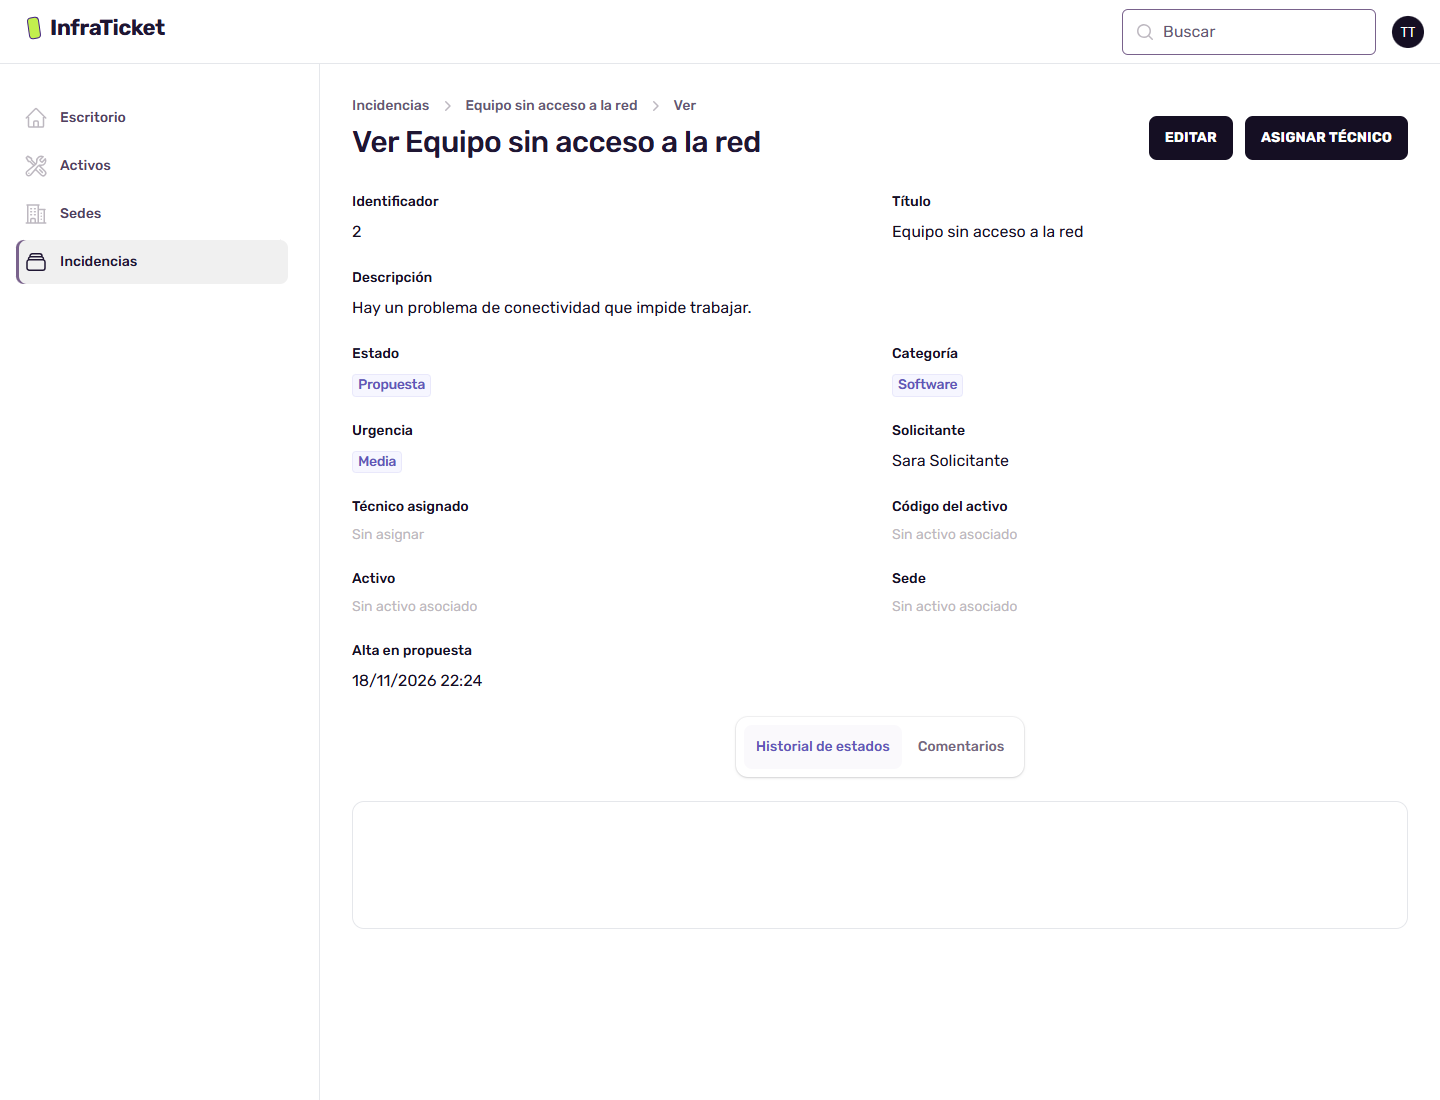 InfraTicket
Buscar
TT
Escritorio
Activos
Sedes
Incidencias
Incidencias > Equipo sin acceso a la red > Ver
Ver Equipo sin acceso a la red
EDITAR
ASIGNAR TÉCNICO
Identificador
2
Título
Equipo sin acceso a la red
Descripción
Hay un problema de conectividad que impide trabajar.
Estado
Propuesta
Categoría
Software
Urgencia
Media
Solicitante
Sara Solicitante
Técnico asignado
Sin asignar
Código del activo
Sin activo asociado
Activo
Sin activo asociado
Sede
Sin activo asociado
Alta en propuesta
18/11/2026 22:24
Historial de estados
Comentarios